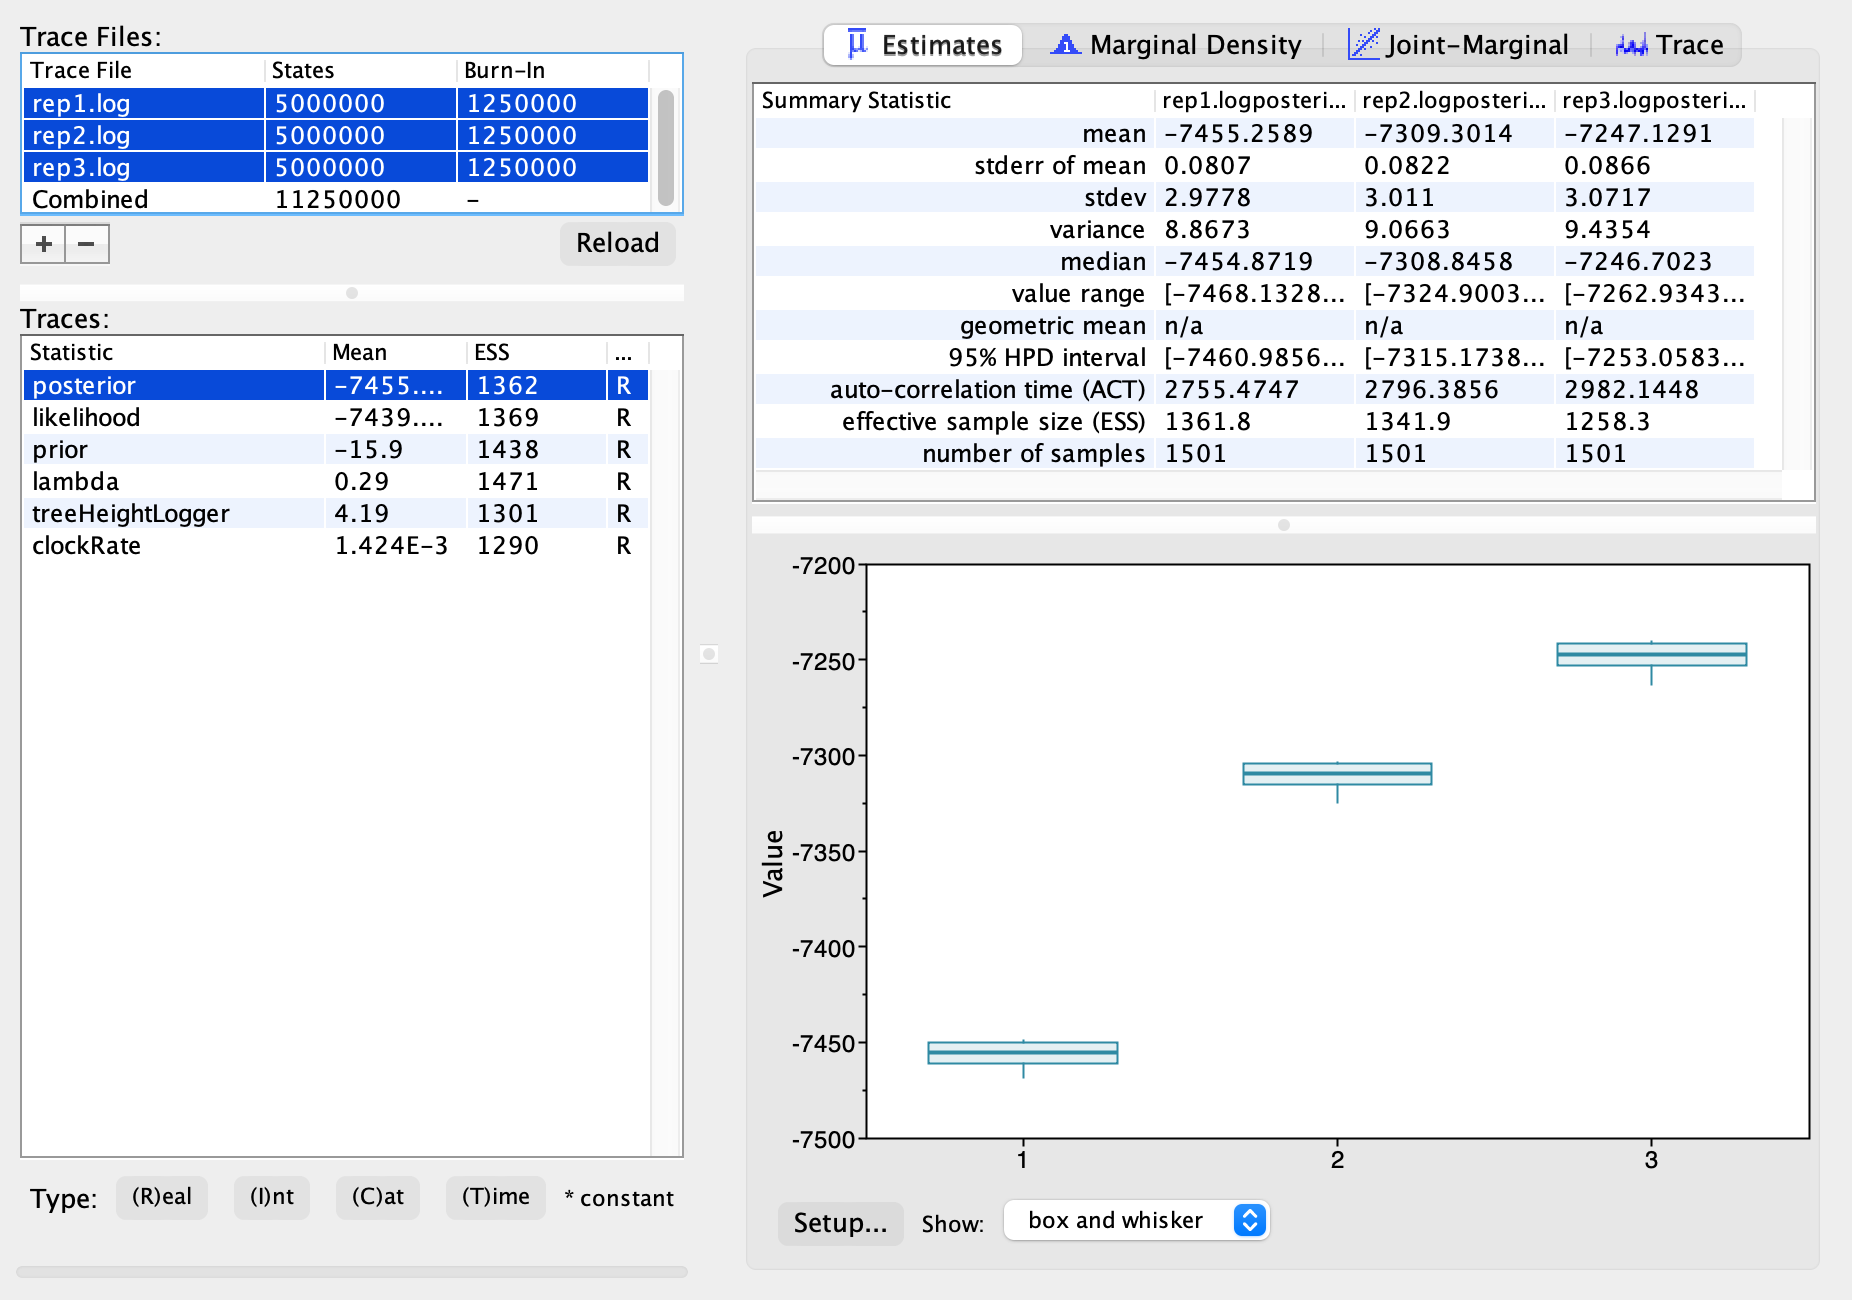 Trace Files:
Trace File States Burn-In
rep1.log 5000000 1250000
rep2.log 5000000 1250000
rep3.log 5000000 1250000
Combined 11250000 -
+ -
Reload
Traces:
Statistic Mean ESS ...
posterior -7455.... 1362 R
likelihood -7439.... 1369 R
prior -15.9 1438 R
lambda 0.29 1471 R
treeHeightLogger 4.19 1301 R
clockRate 1.424E-3 1290 R
Type: (R)eal (I)nt (C)at (T)ime * constant
Estimates Marginal Density Joint-Marginal Trace
Summary Statistic rep1.logposteri... rep2.logposteri... rep3.logposteri...
mean -7455.2589 -7309.3014 -7247.1291
stderr of mean 0.0807 0.0822 0.0866
stdev 2.9778 3.011 3.0717
variance 8.8673 9.0663 9.4354
median -7454.8719 -7308.8458 -7246.7023
value range [-7468.1328... [-7324.9003... [-7262.9343...
geometric mean n/a n/a n/a
95% HPD interval [-7460.9856... [-7315.1738... [-7253.0583...
auto-correlation time (ACT) 2755.4747 2796.3856 2982.1448
effective sample size (ESS) 1361.8 1341.9 1258.3
number of samples 1501 1501 1501
Value
-7200
-7250
-7300
-7350
-7400
-7450
-7500
1 2 3
Setup... Show: box and whisker